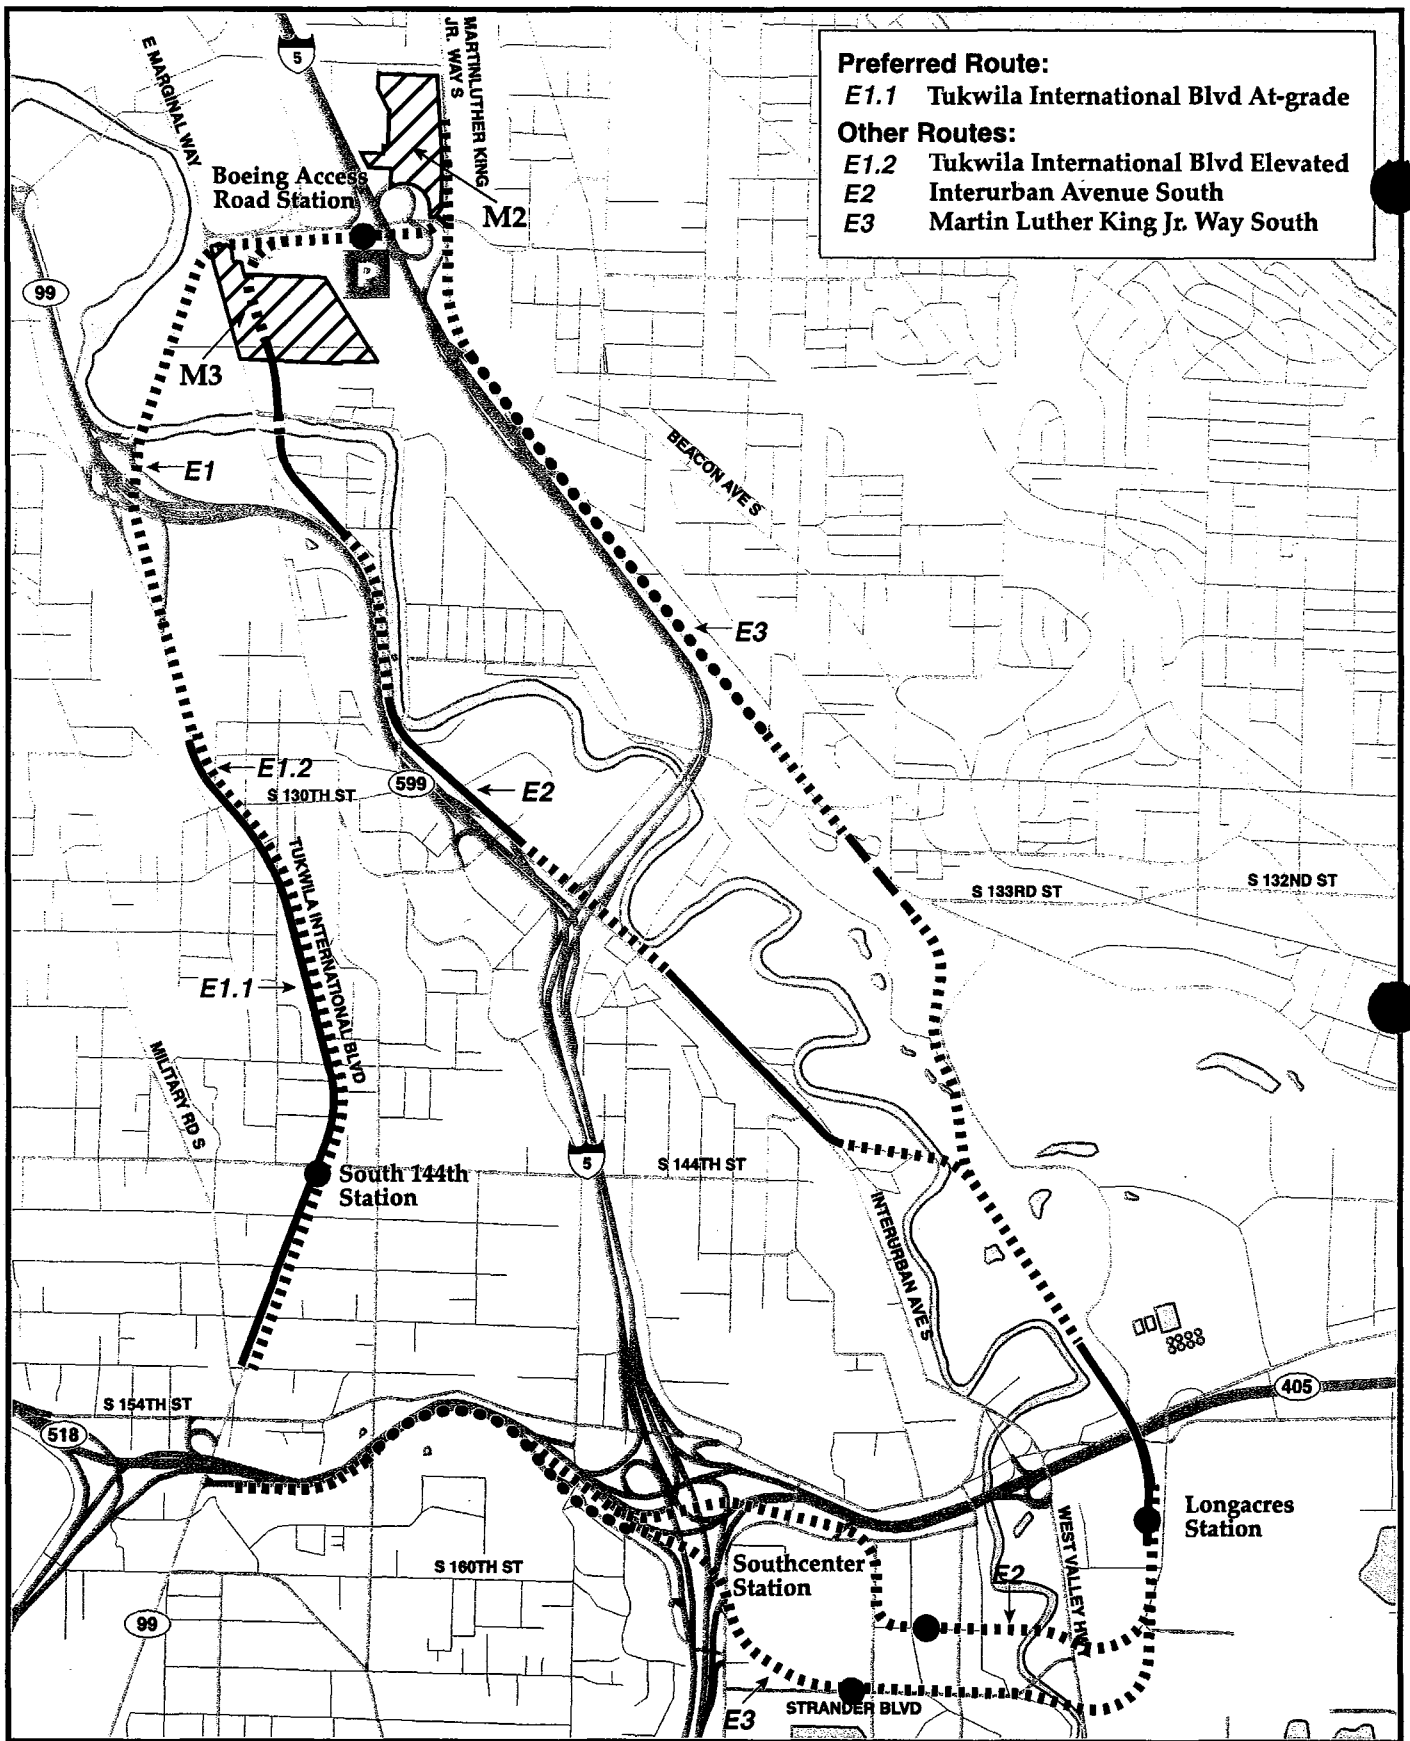 Preferred Route:
E1.1 Tukwila International Blvd At-grade
Other Routes:
E1.2 Tukwila International Blvd Elevated
E2 Interurban Avenue South
E3 Martin Luther King Jr. Way South
5
E MARGINAL WAY
MARTINLUTHER KING
JR. WAY S
Boeing Access
Road Station
M2
P
99
M3
E1
BEACON AVE S
E3
E1.2
S 130TH ST
599
E2
TUKWILA INTERNATIONAL BLVD
S 133RD ST
S 132ND ST
E1.1
MILITARY RD S
5
S 144TH ST
South 144th
Station
INTERURBAN AVE S
405
S 154TH ST
518
Longacres
Station
WEST VALLEY HWY
S 160TH ST
Southcenter
Station
E2
99
E3
STRANDER BLVD